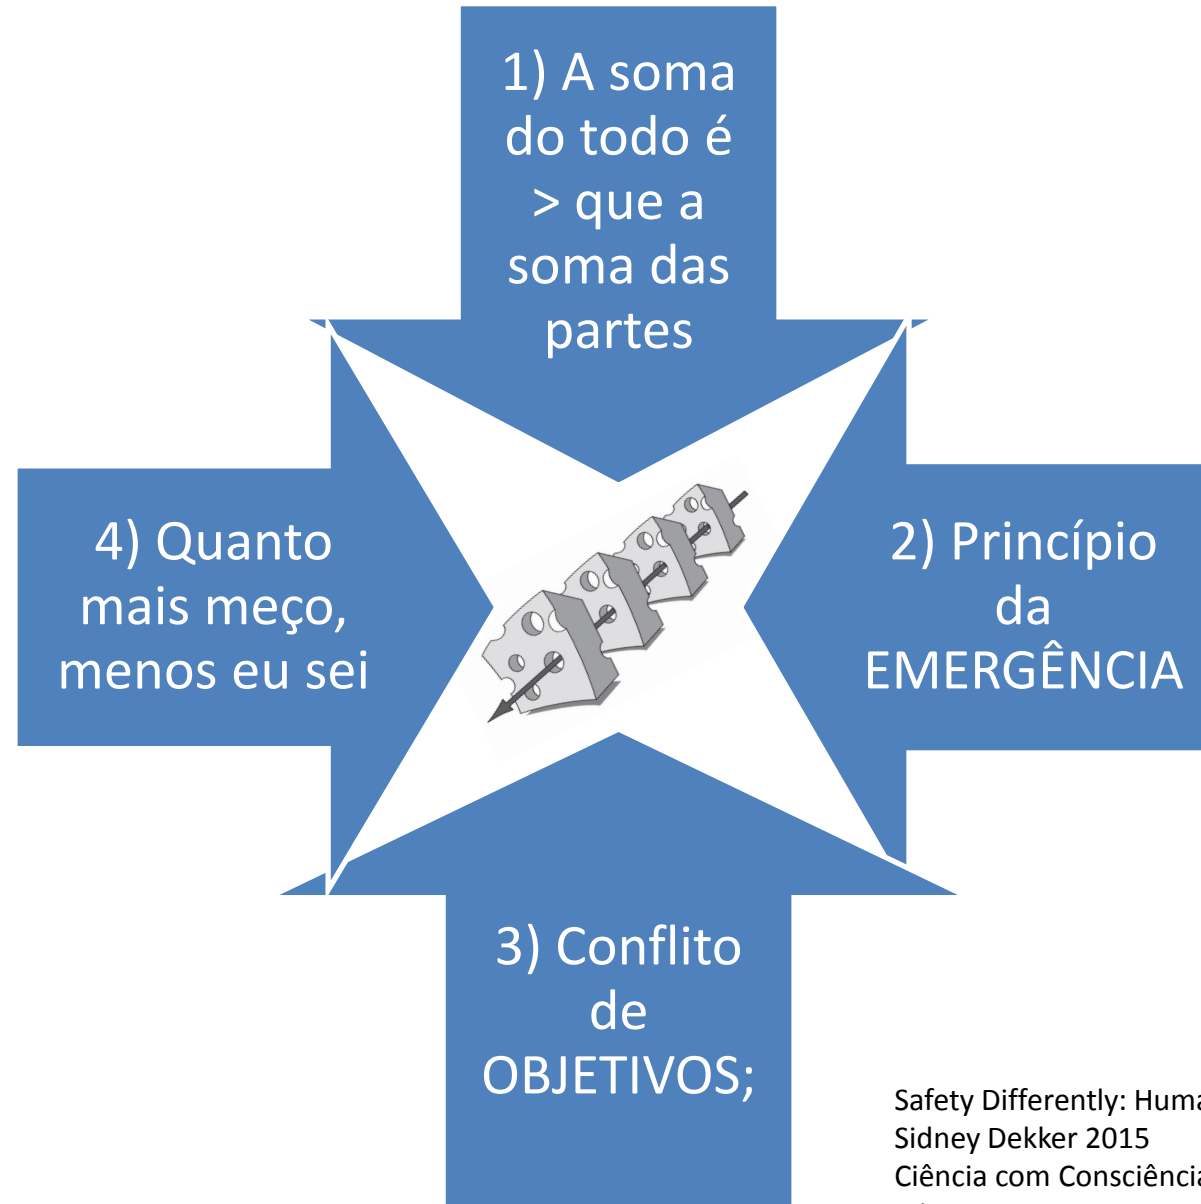 1) A soma
do todo é
> que a
soma das
partes
4) Quanto
mais meço,
menos eu sei
2) Princípio
da
EMERGÊNCIA
3) Conflito
de
OBJETIVOS;
Safety Differently: Huma
Sidney Dekker 2015
Ciência com Consciência